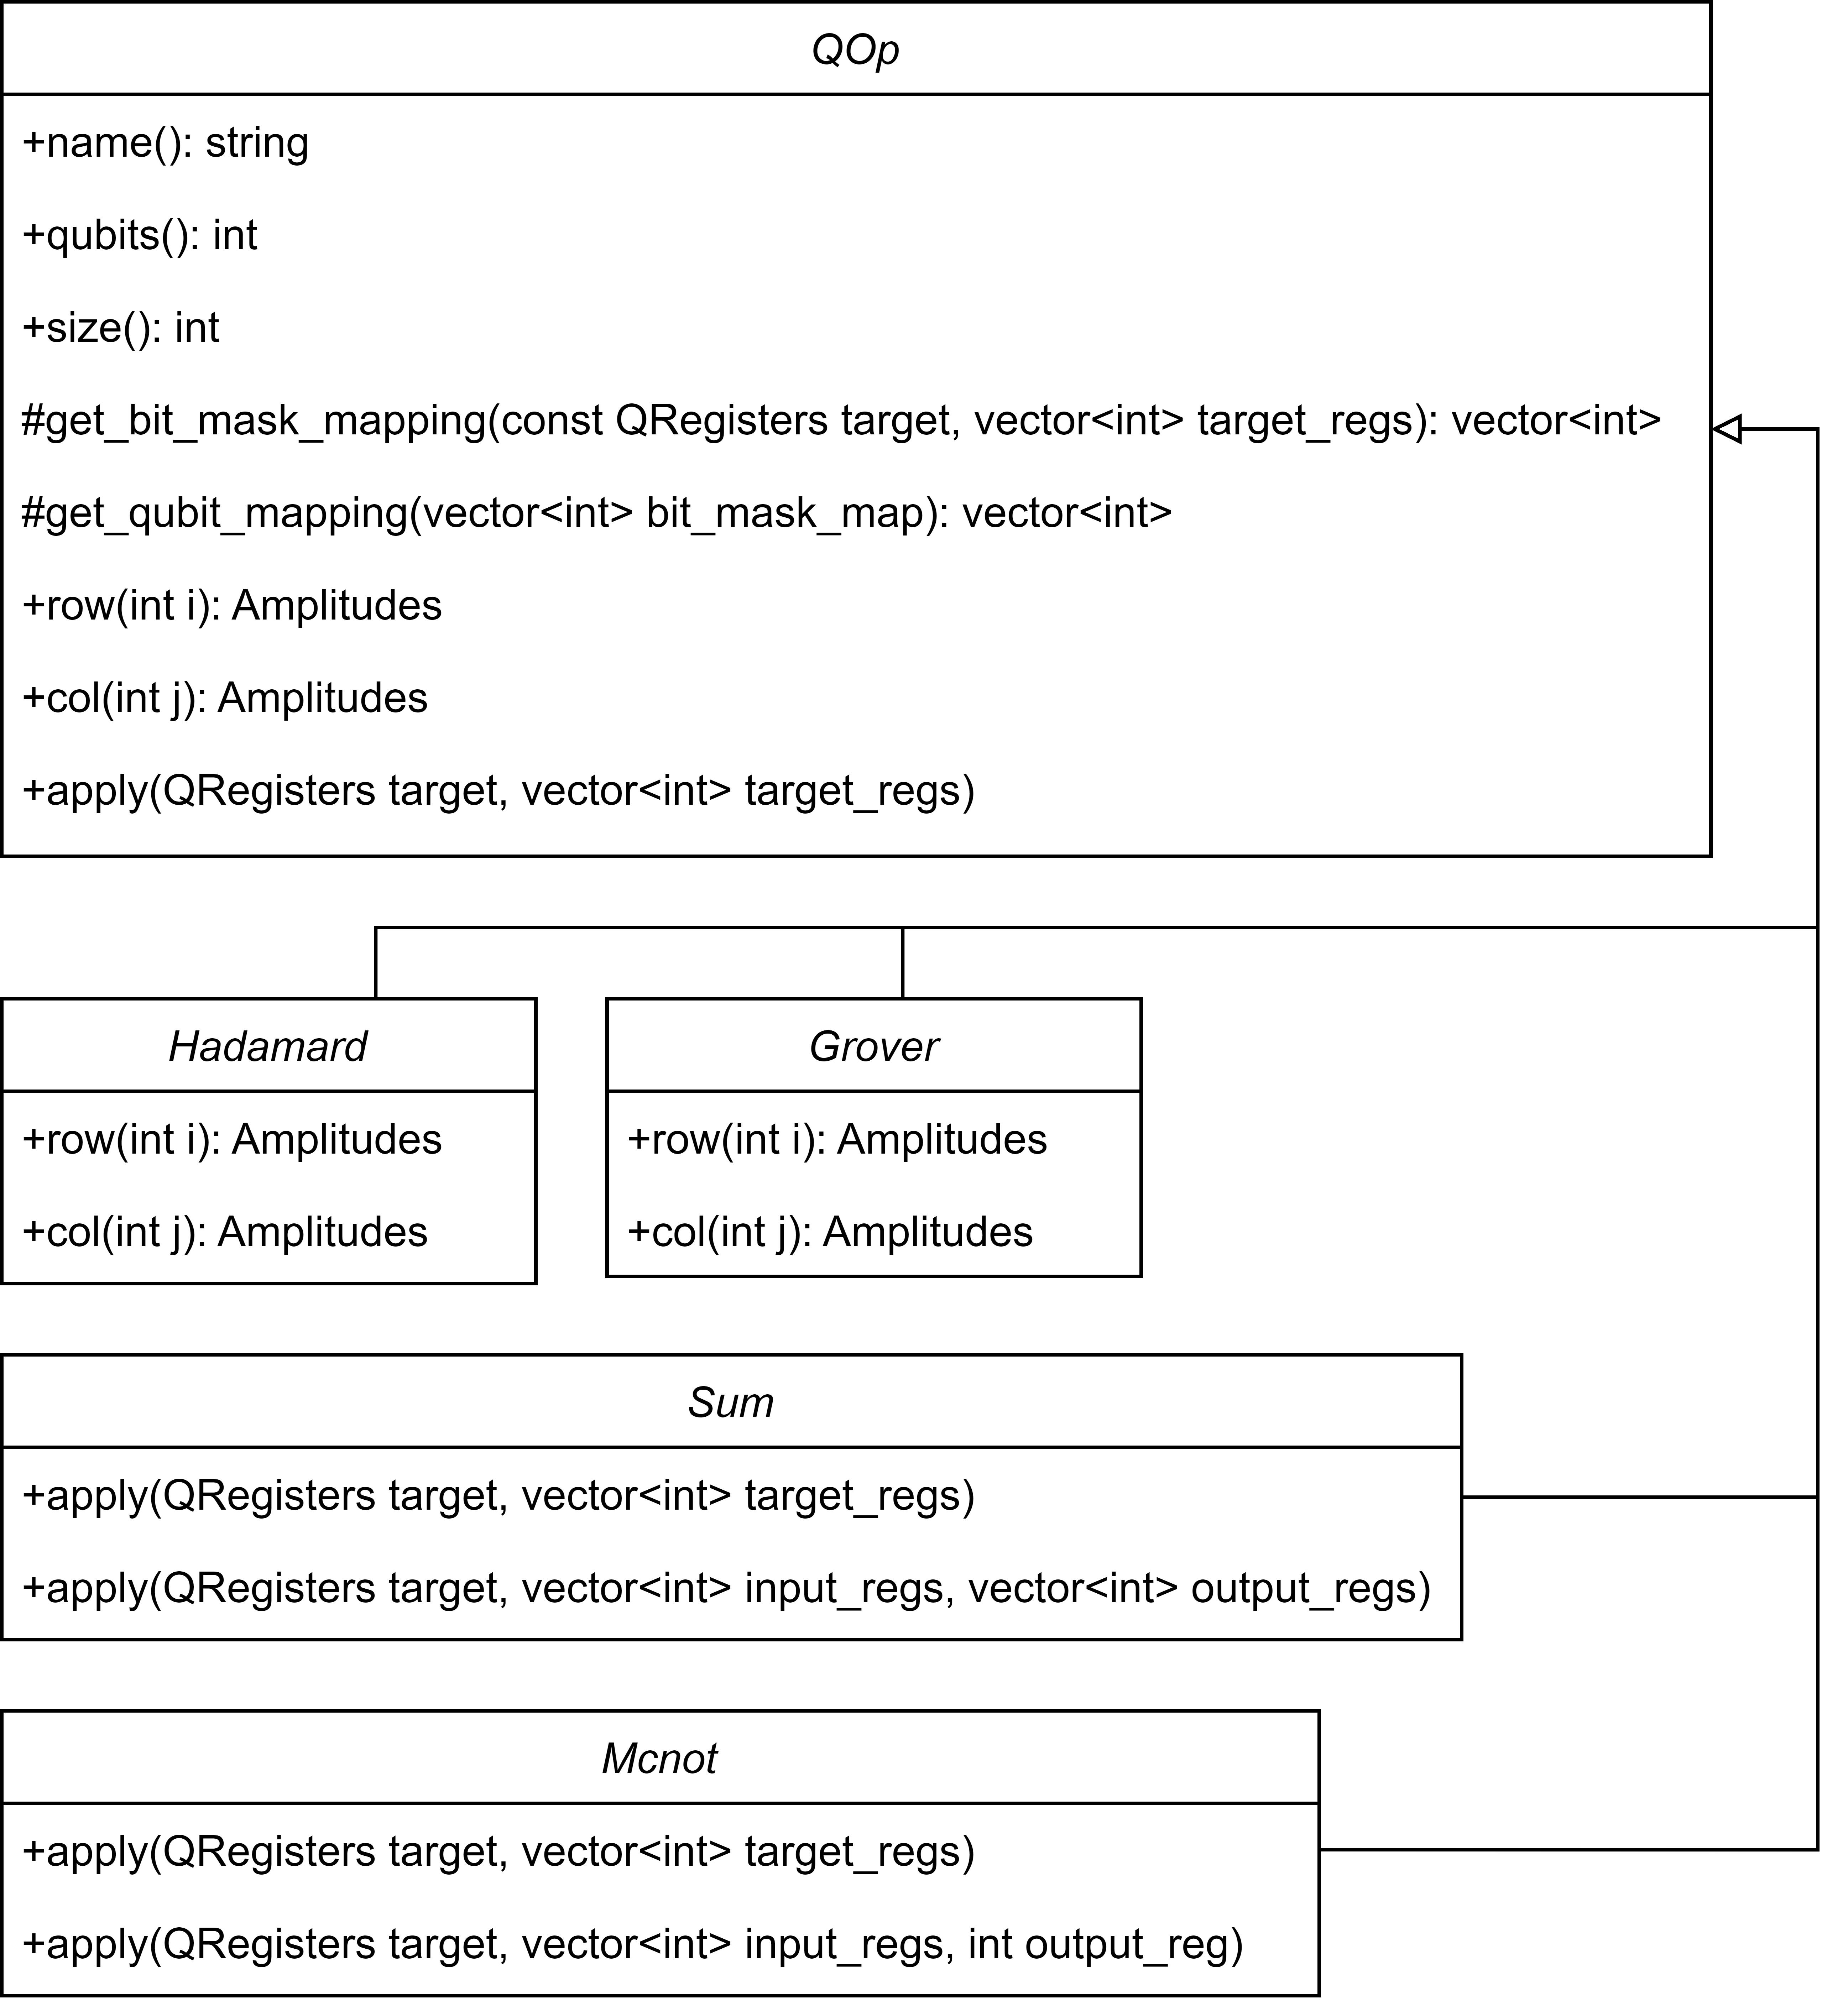 QOp
+name(): string
+qubits(): int
+size(): int
#get_bit_mask_mapping(const QRegisters target, vector<int> target_regs): vector<int>
#get_qubit_mapping(vector<int> bit_mask_map): vector<int>
+row(int i): Amplitudes
+col(int j): Amplitudes
+apply(QRegisters target, vector<int> target_regs)
Hadamard
+row(int i): Amplitudes
+col(int j): Amplitudes
Grover
+row(int i): Amplitudes
+col(int j): Amplitudes
Sum
+apply(QRegisters target, vector<int> target_regs)
+apply(QRegisters target, vector<int> input_regs, vector<int> output_regs)
Mcnot
+apply(QRegisters target, vector<int> target_regs)
+apply(QRegisters target, vector<int> input_regs, int output_reg)